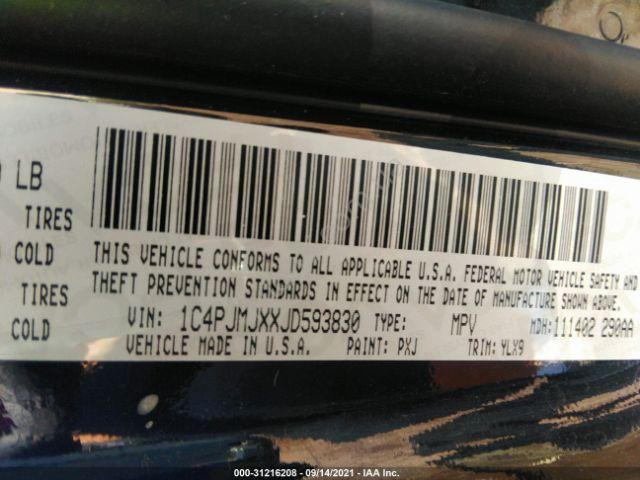 LB
TIRES
COLD
TIRES
COLD
THIS VEHICLE CONFORMS TO ALL APPLICABLE U.S.A. FEDERAL MOTOR VEHICLE SAFETY AND
THEFT PREVENTION STANDARDS IN EFFECT ON THE DATE OF MANUFACTURE SHOWN ABOVE.
VIN: 1C4PJMJXXJD593830 TYPE: MPV MDH: 111402 290AA
VEHICLE MADE IN U.S.A. PAINT: PXJ TRIM: YLX9
000-31216208 - 09/14/2021 - IAA Inc.